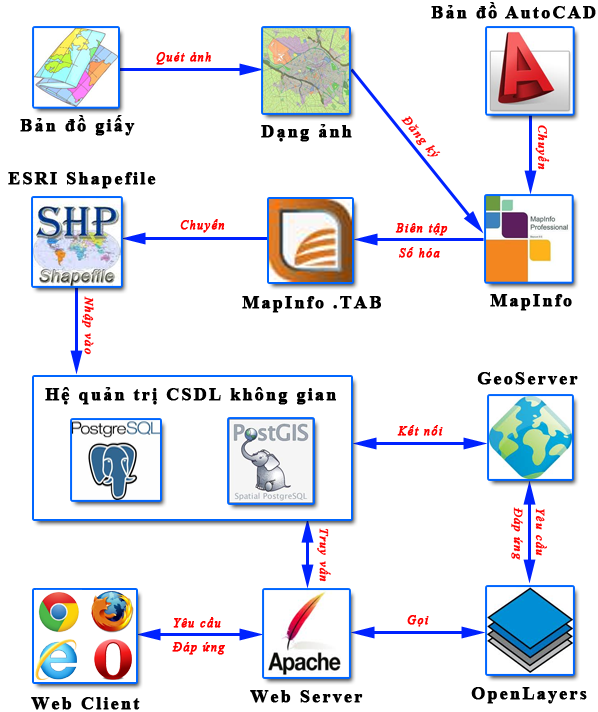 Bản đồ AutoCAD
Quét ảnh
Bản đồ giấy
Dạng ảnh
Đăng ký
Chuyển
ESRI Shapefile
SHP
Shapefile
Chuyển
Biên tập
Số hóa
MapInfo
Professional
MapInfo .TAB
MapInfo
Nhập vào
Hệ quản trị CSDL không gian
PostgreSQL
PostGIS
Spatial PostgreSQL
Kết nối
GeoServer
Truy vấn
Yêu cầu
Đáp ứng
Yêu cầu
Đáp ứng
Apache
Gọi
Web Client
Web Server
OpenLayers